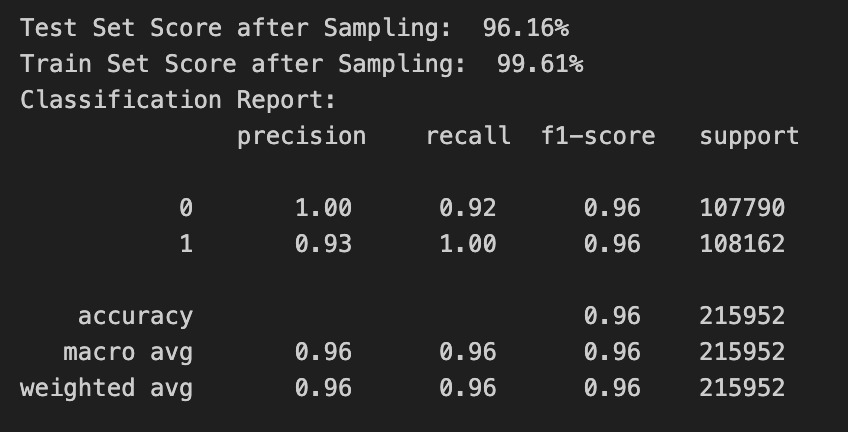 Test Set Score after Sampling:  96.16%
Train Set Score after Sampling:  99.61%
Classification Report:
               precision    recall  f1-score   support

           0       1.00      0.92      0.96    107790
           1       0.93      1.00      0.96    108162

    accuracy                           0.96    215952
   macro avg       0.96      0.96      0.96    215952
weighted avg       0.96      0.96      0.96    215952